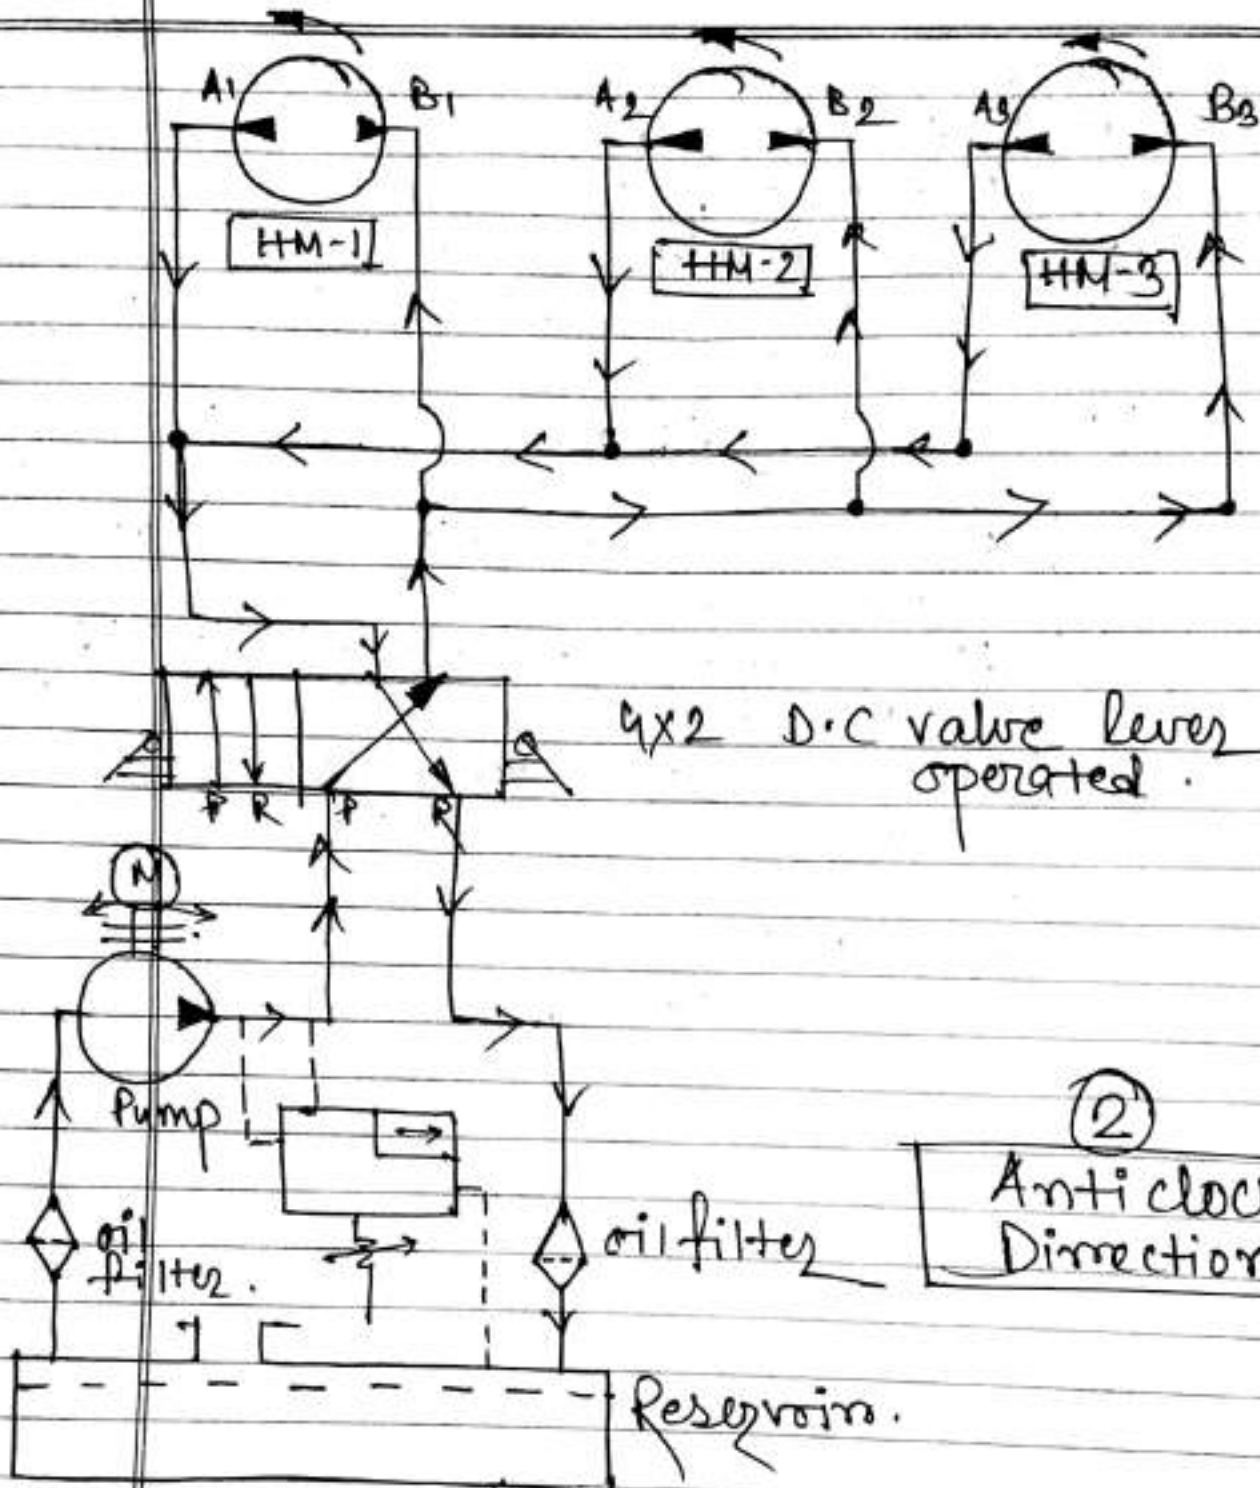 A1
B1
A2
B2
A3
B3
HM-1
HM-2
HM-3
4X2 D.C valve lever
operated.
P R P R
M
Pump
oil
filter.
oil filter
2
Anticloc
Direction
Reservoir.